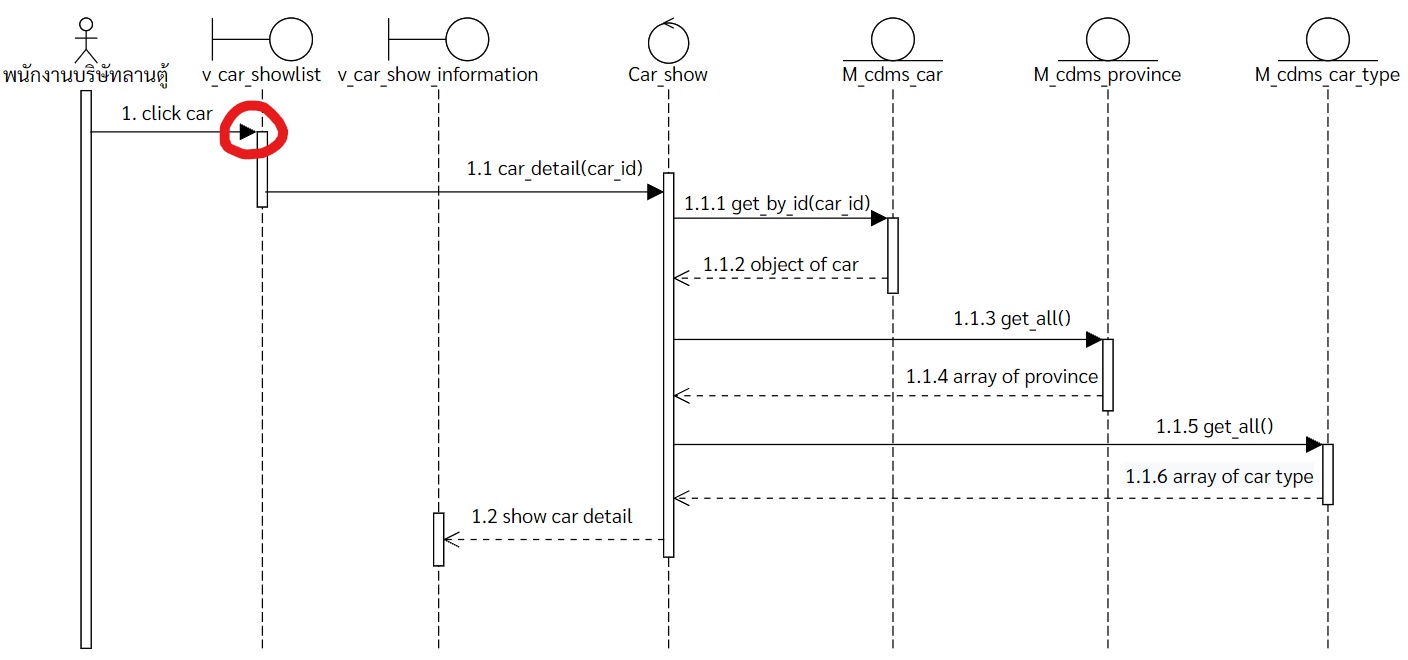 พนักงานบริษัทลานตู้
v_car_showlist
v_car_show_information
Car_show
M_cdms_car
M_cdms_province
M_cdms_car_type
1. click car
1.1 car_detail(car_id)
1.1.1 get_by_id(car_id)
1.1.2 object of car
1.1.3 get_all()
1.1.4 array of province
1.1.5 get_all()
1.1.6 array of car type
1.2 show car detail